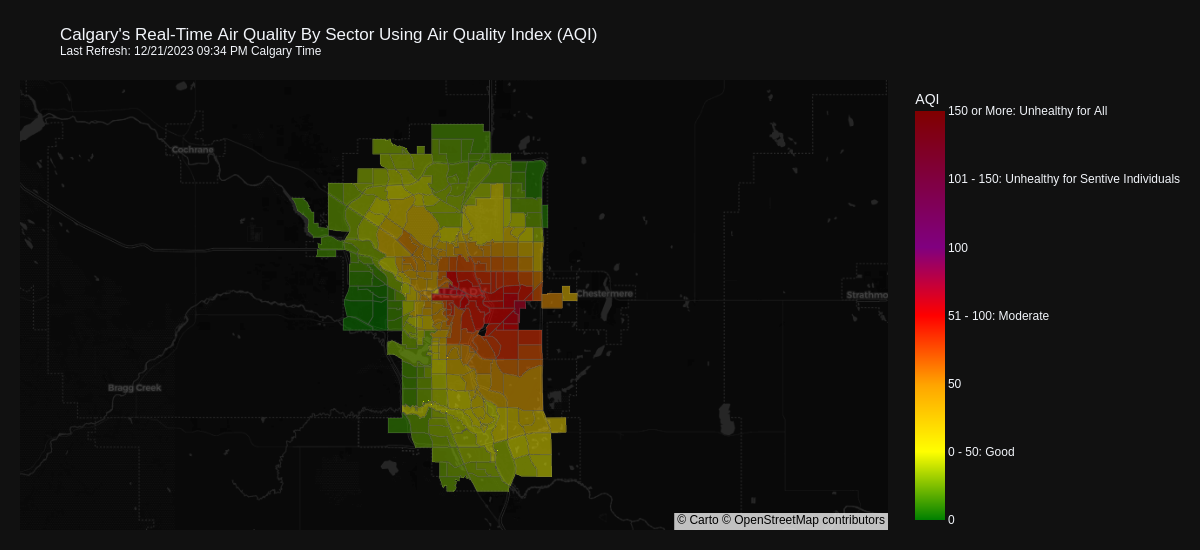 Calgary's Real-Time Air Quality By Sector Using Air Quality Index (AQI)
Last Refresh: 12/21/2023 09:34 PM Calgary Time
AQI
150 or More: Unhealthy for All
Cochrane
101 - 150: Unhealthy for Sentive Individuals
100
CALGARY
Chestermere
Strathmo
51 - 100: Moderate
Bragg Creek
50
0 - 50: Good
0
© Carto © OpenStreetMap contributors